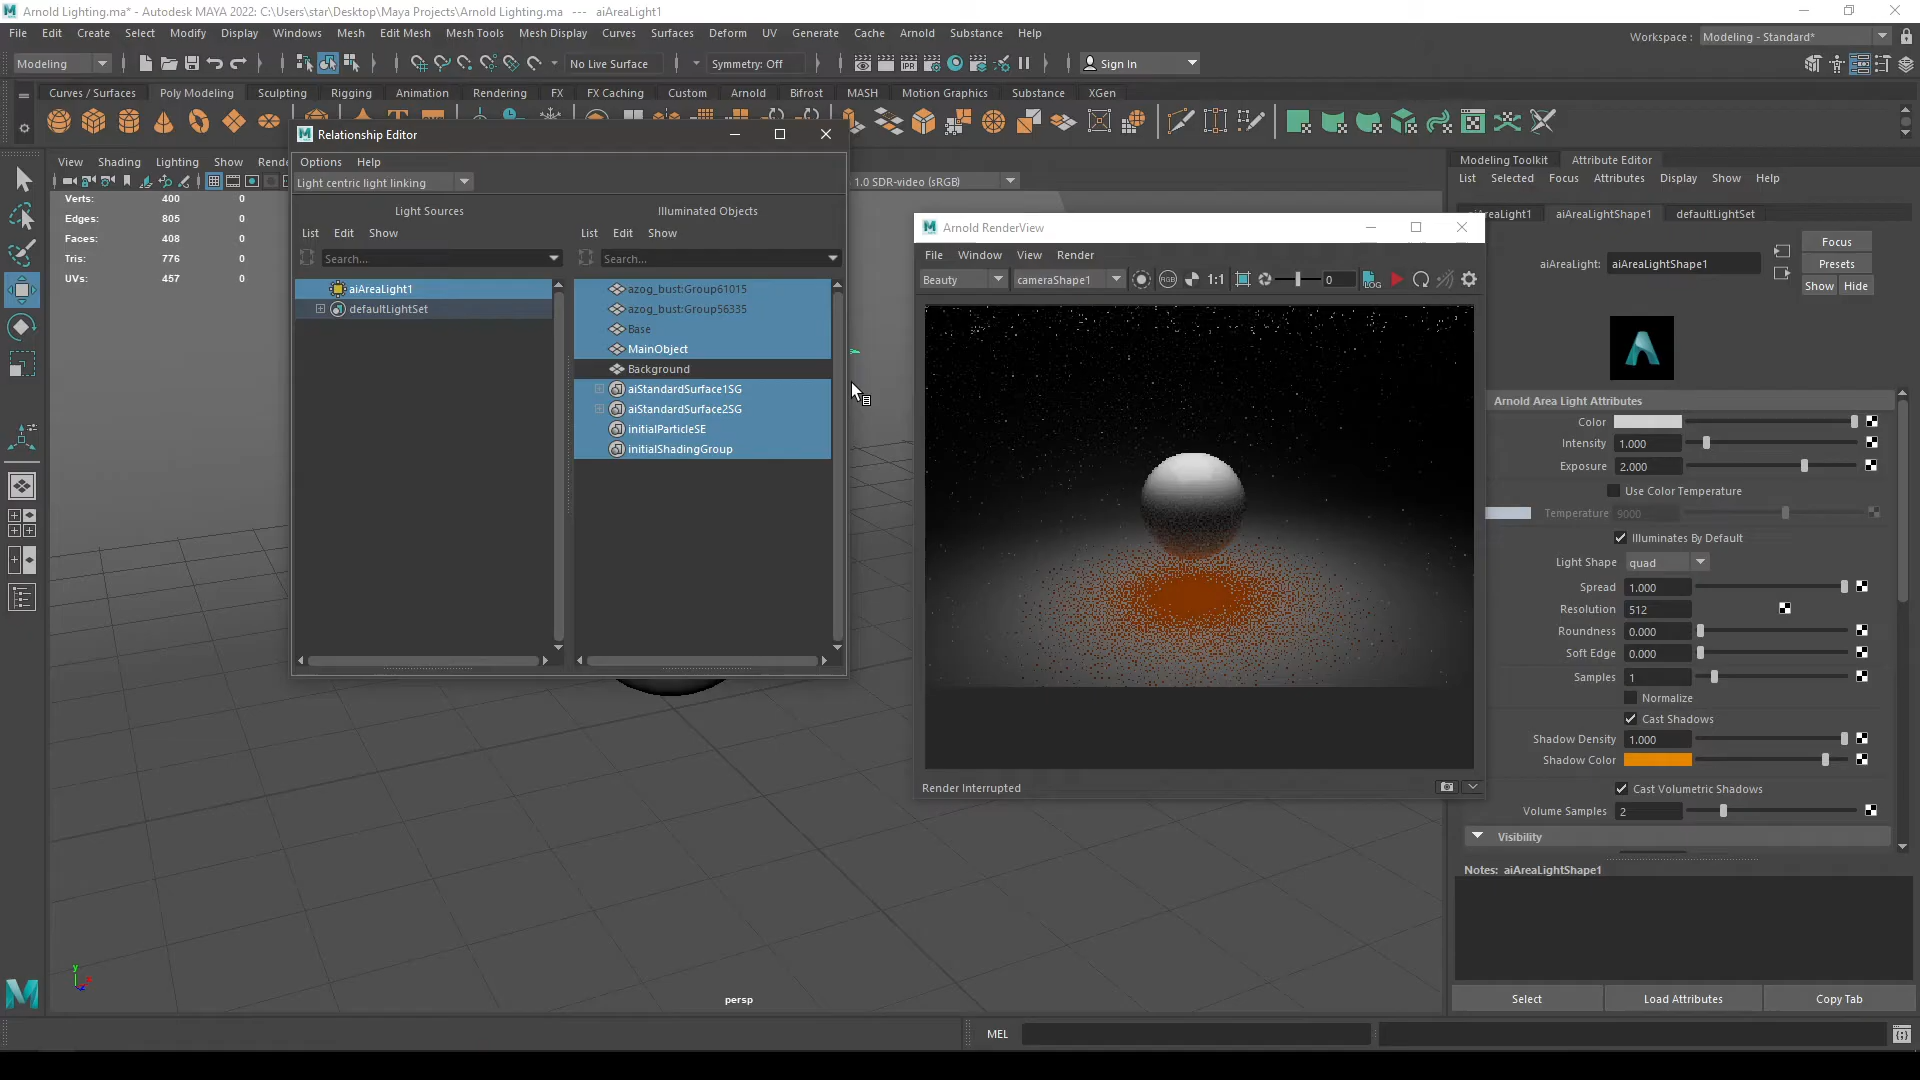 Arnold Lighting.ma* - Autodesk MAYA 2022: C:\Users\star\Desktop\Maya Projects\Arnold Lighting.ma   ---   aiAreaLight1
File Edit Create Select Modify Display Windows Mesh Edit Mesh Mesh Tools Mesh Display Curves Surfaces Deform UV Generate Cache Arnold Substance Help
Workspace : Modeling - Standard*
Modeling No Live Surface Symmetry: Off Sign In
Curves / Surfaces Poly Modeling Sculpting Rigging Animation Rendering FX FX Caching Custom Arnold Bifrost MASH Motion Graphics Substance XGen
Relationship Editor
View Shading Lighting Show Rende
Options Help
Modeling Toolkit Attribute Editor
List Selected Focus Attributes Display Show Help
Light centric light linking
1.0 SDR-video (sRGB)
Verts: 400 0
Edges: 805 0
Faces: 408 0
Tris: 776 0
UVs: 457 0
Light Sources
List Edit Show
Search...
aiAreaLight1
defaultLightSet
Illuminated Objects
List Edit Show
Search...
azog_bust:Group61015
azog_bust:Group56335
Base
MainObject
Background
aiStandardSurface1SG
aiStandardSurface2SG
initialParticleSE
initialShadingGroup
Arnold RenderView
File Window View Render
Beauty cameraShape1 RGB 1:1 0 LOG
Render Interrupted
aiAreaLightShape1 defaultLightSet
aiAreaLight: aiAreaLightShape1
Focus
Presets
Show Hide
Arnold Area Light Attributes
Color
Intensity 1.000
Exposure 2.000
Use Color Temperature
Temperature 9000
Illuminates By Default
Light Shape quad
Spread 1.000
Resolution 512
Roundness 0.000
Soft Edge 0.000
Samples 1
Normalize
Cast Shadows
Shadow Density 1.000
Shadow Color
Cast Volumetric Shadows
Volume Samples 2
Visibility
Notes: aiAreaLightShape1
Select Load Attributes Copy Tab
persp
MEL